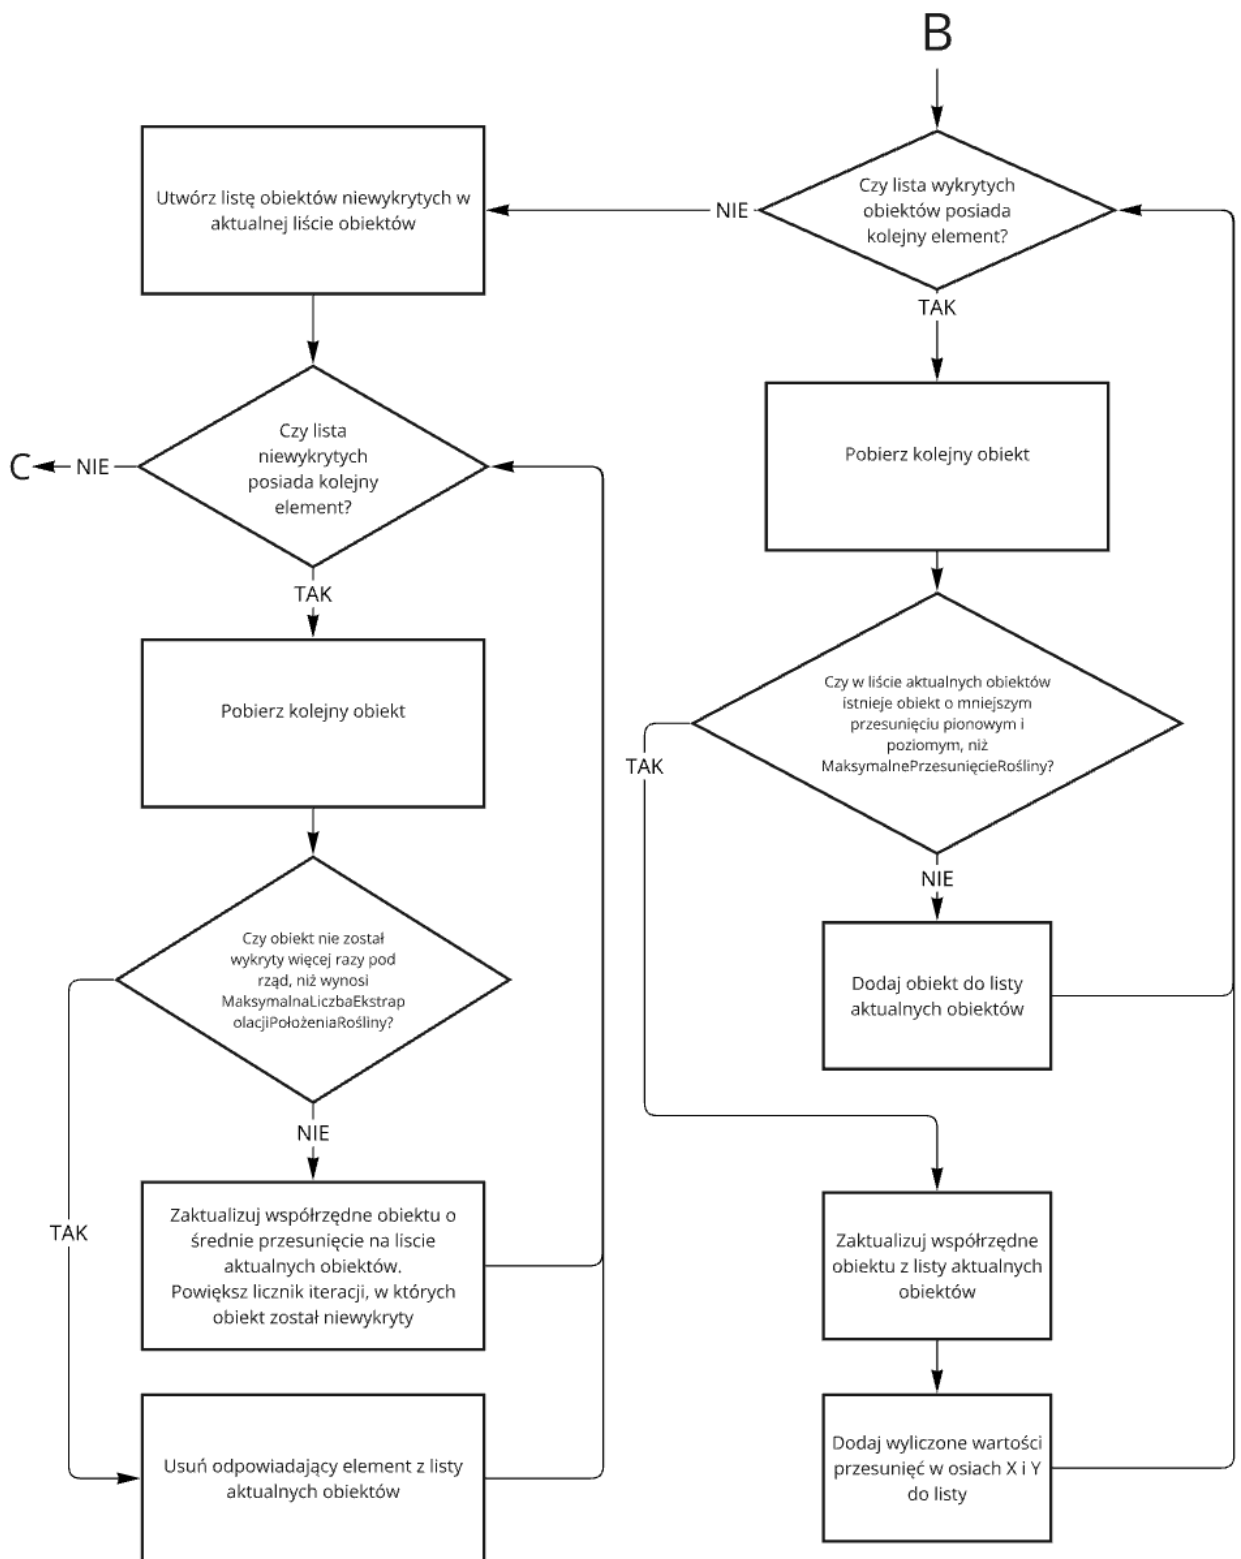 B
Czy lista wykrytych
obiektów posiada
kolejny element?
NIE
TAK
Utwórz listę obiektów niewykrytych w
aktualnej liście obiektów
Pobierz kolejny obiekt
Czy w liście aktualnych obiektów
istnieje obiekt o mniejszym
przesunięciu pionowym i
poziomym, niż
MaksymalnePrzesunięcieRośliny?
TAK
NIE
Dodaj obiekt do listy
aktualnych obiektów
Zaktualizuj współrzędne
obiektu z listy aktualnych
obiektów
Dodaj wyliczone wartości
przesunięć w osiach X i Y
do listy
Czy lista
niewykrytych
posiada kolejny
element?
C
NIE
TAK
Pobierz kolejny obiekt
Czy obiekt nie został
wykryty więcej razy pod
rząd, niż wynosi
MaksymalnaLiczbaEkstrap
olacjiPołożeniaRośliny?
NIE
TAK
Zaktualizuj współrzędne obiektu o
średnie przesunięcie na liscie
aktualnych obiektów.
Powiększ licznik iteracji, w których
obiekt został niewykryty
Usuń odpowiadający element z listy
aktualnych obiektów